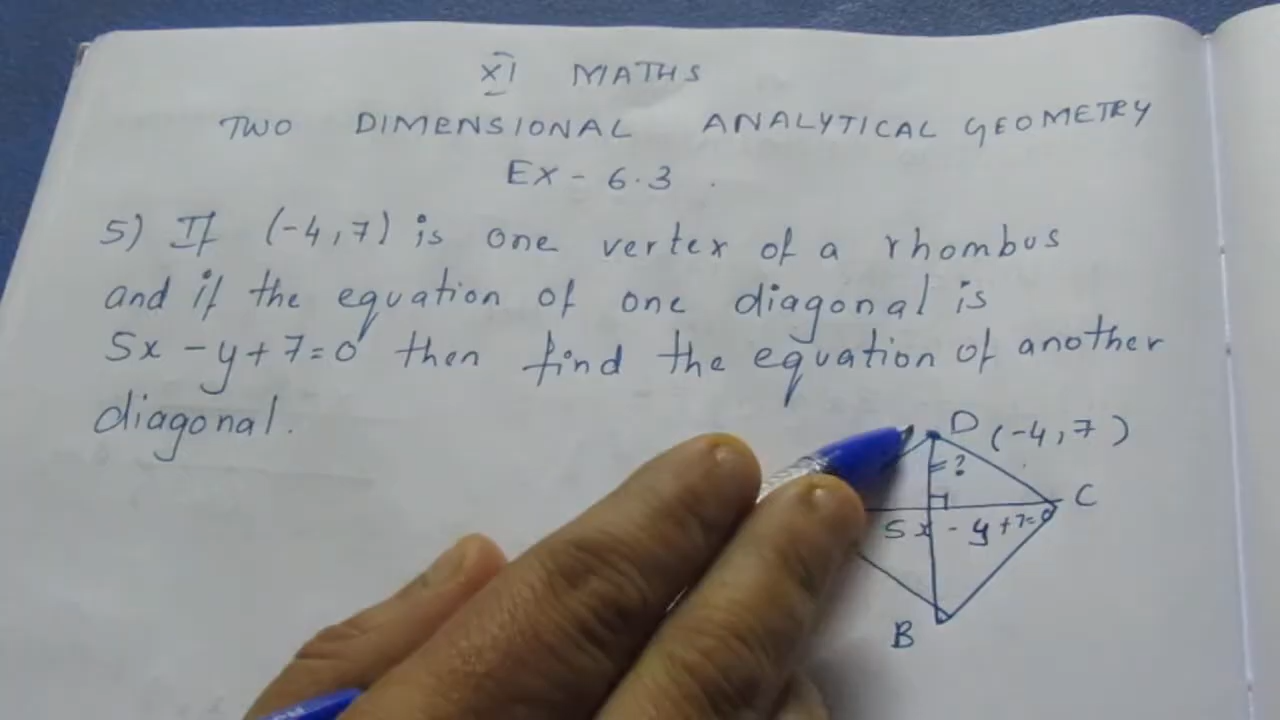 XI MATHS
TWO DIMENSIONAL ANALYTICAL GEOMETRY
EX - 6.3
5) If (-4,7) is one vertex of a rhombus
and if the equation of one diagonal is
5x - y + 7 = 0 then find the equation of another
diagonal.
D (-4,7)
= ?
C
5x - y + 7 = 0
B